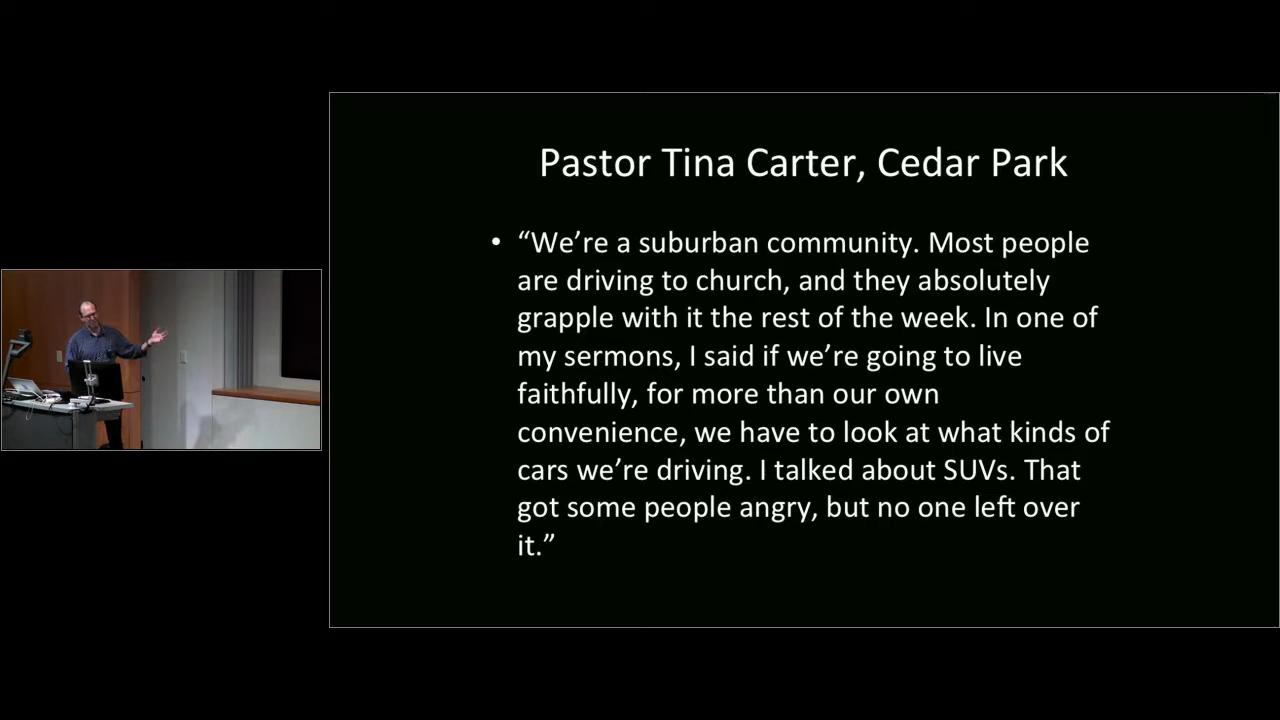 Pastor Tina Carter, Cedar Park
• “We’re a suburban community. Most people
are driving to church, and they absolutely
grapple with it the rest of the week. In one of
my sermons, I said if we’re going to live
faithfully, for more than our own
convenience, we have to look at what kinds of
cars we’re driving. I talked about SUVs. That
got some people angry, but no one left over
it.”